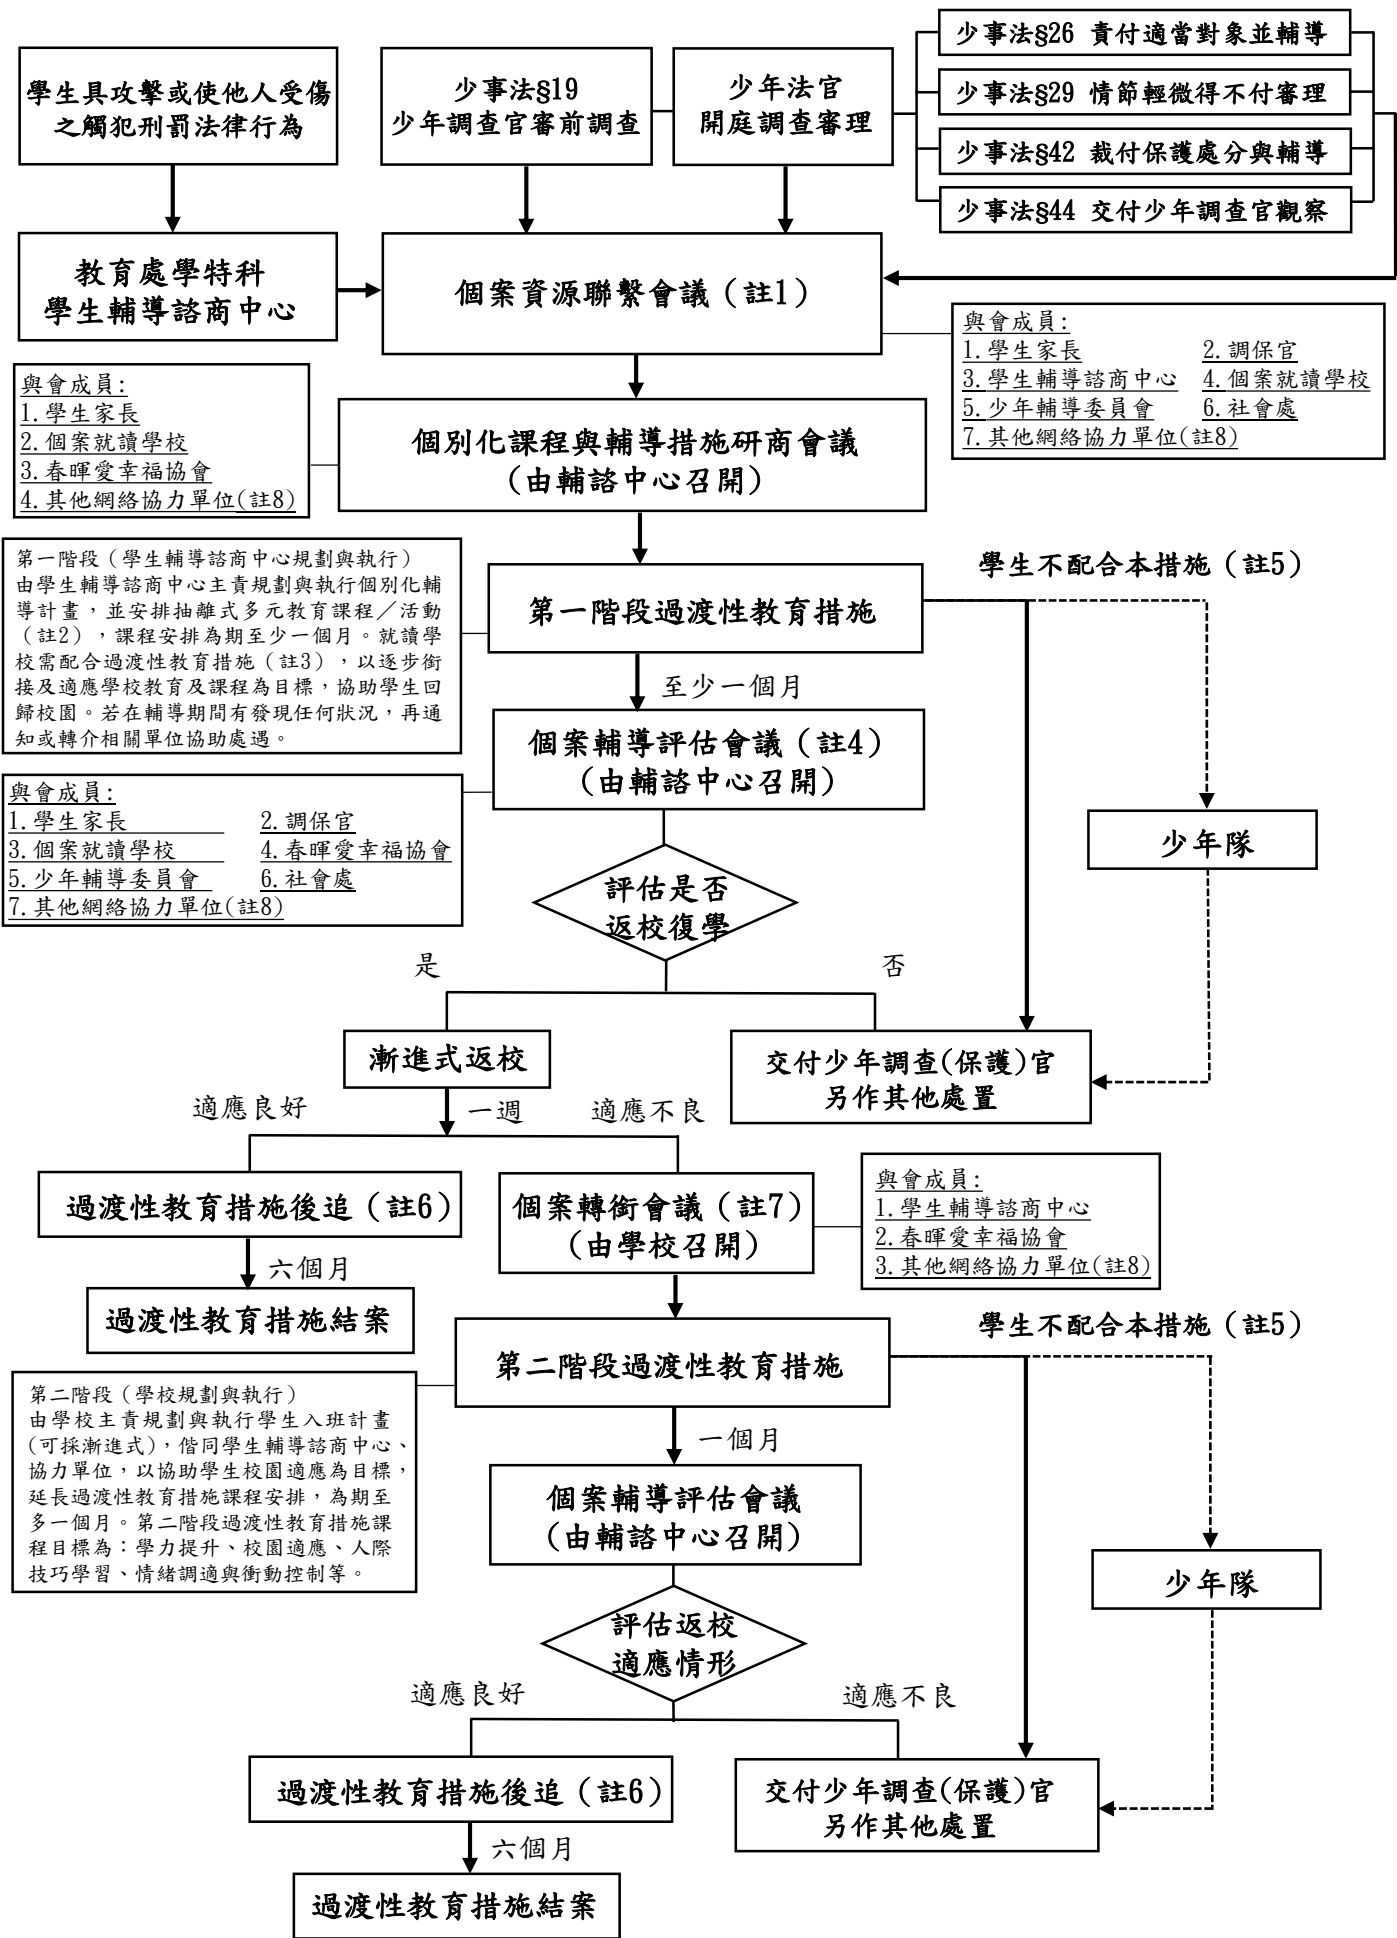 少事法§26 責付適當對象並輔導
學生具攻擊或使他人受傷
之觸犯刑罰法律行為
少事法§19
少年調查官審前調查
少年法官
開庭調查審理
少事法§29 情節輕微得不付審理
少事法§42 裁付保護處分與輔導
少事法§44 交付少年調查官觀察
教育處學特科
學生輔導諮商中心
個案資源聯繫會議（註1）
與會成員:
1.學生家長 2.調保官
3.學生輔導諮商中心 4.個案就讀學校
5.少年輔導委員會 6.社會處
7.其他網絡協力單位(註8)
與會成員:
1.學生家長
2.個案就讀學校
3.春暉愛幸福協會
4.其他網絡協力單位(註8)
個別化課程與輔導措施研商會議
（由輔諮中心召開）
第一階段（學生輔導諮商中心規劃與執行）
由學生輔導諮商中心主責規劃與執行個別化輔
導計畫，並安排抽離式多元教育課程／活動
（註2），課程安排為期至少一個月。就讀學
校需配合過渡性教育措施（註3），以逐步銜
接及適應學校教育及課程為目標，協助學生回
歸校園。若在輔導期間有發現任何狀況，再通
知或轉介相關單位協助處遇。
第一階段過渡性教育措施
學生不配合本措施（註5）
至少一個月
個案輔導評估會議（註4）
（由輔諮中心召開）
與會成員:
1.學生家長 2.調保官
3.個案就讀學校 4.春暉愛幸福協會
5.少年輔導委員會 6.社會處
7.其他網絡協力單位(註8)
少年隊
評估是否
返校復學
是
否
漸進式返校
交付少年調查(保護)官
另作其他處置
適應良好
一週
適應不良
過渡性教育措施後追（註6）
個案轉銜會議（註7）
（由學校召開）
與會成員:
1.學生輔導諮商中心
2.春暉愛幸福協會
3.其他網絡協力單位(註8)
六個月
過渡性教育措施結案
第二階段過渡性教育措施
學生不配合本措施（註5）
第二階段（學校規劃與執行）
由學校主責規劃與執行學生入班計畫
(可採漸進式)，偕同學生輔導諮商中心、
協力單位，以協助學生校園適應為目標，
延長過渡性教育措施課程安排，為期至
多一個月。第二階段過渡性教育措施課
程目標為：學力提升、校園適應、人際
技巧學習、情緒調適與衝動控制等。
一個月
個案輔導評估會議
（由輔諮中心召開）
少年隊
評估返校
適應情形
適應良好
適應不良
過渡性教育措施後追（註6）
交付少年調查(保護)官
另作其他處置
六個月
過渡性教育措施結案